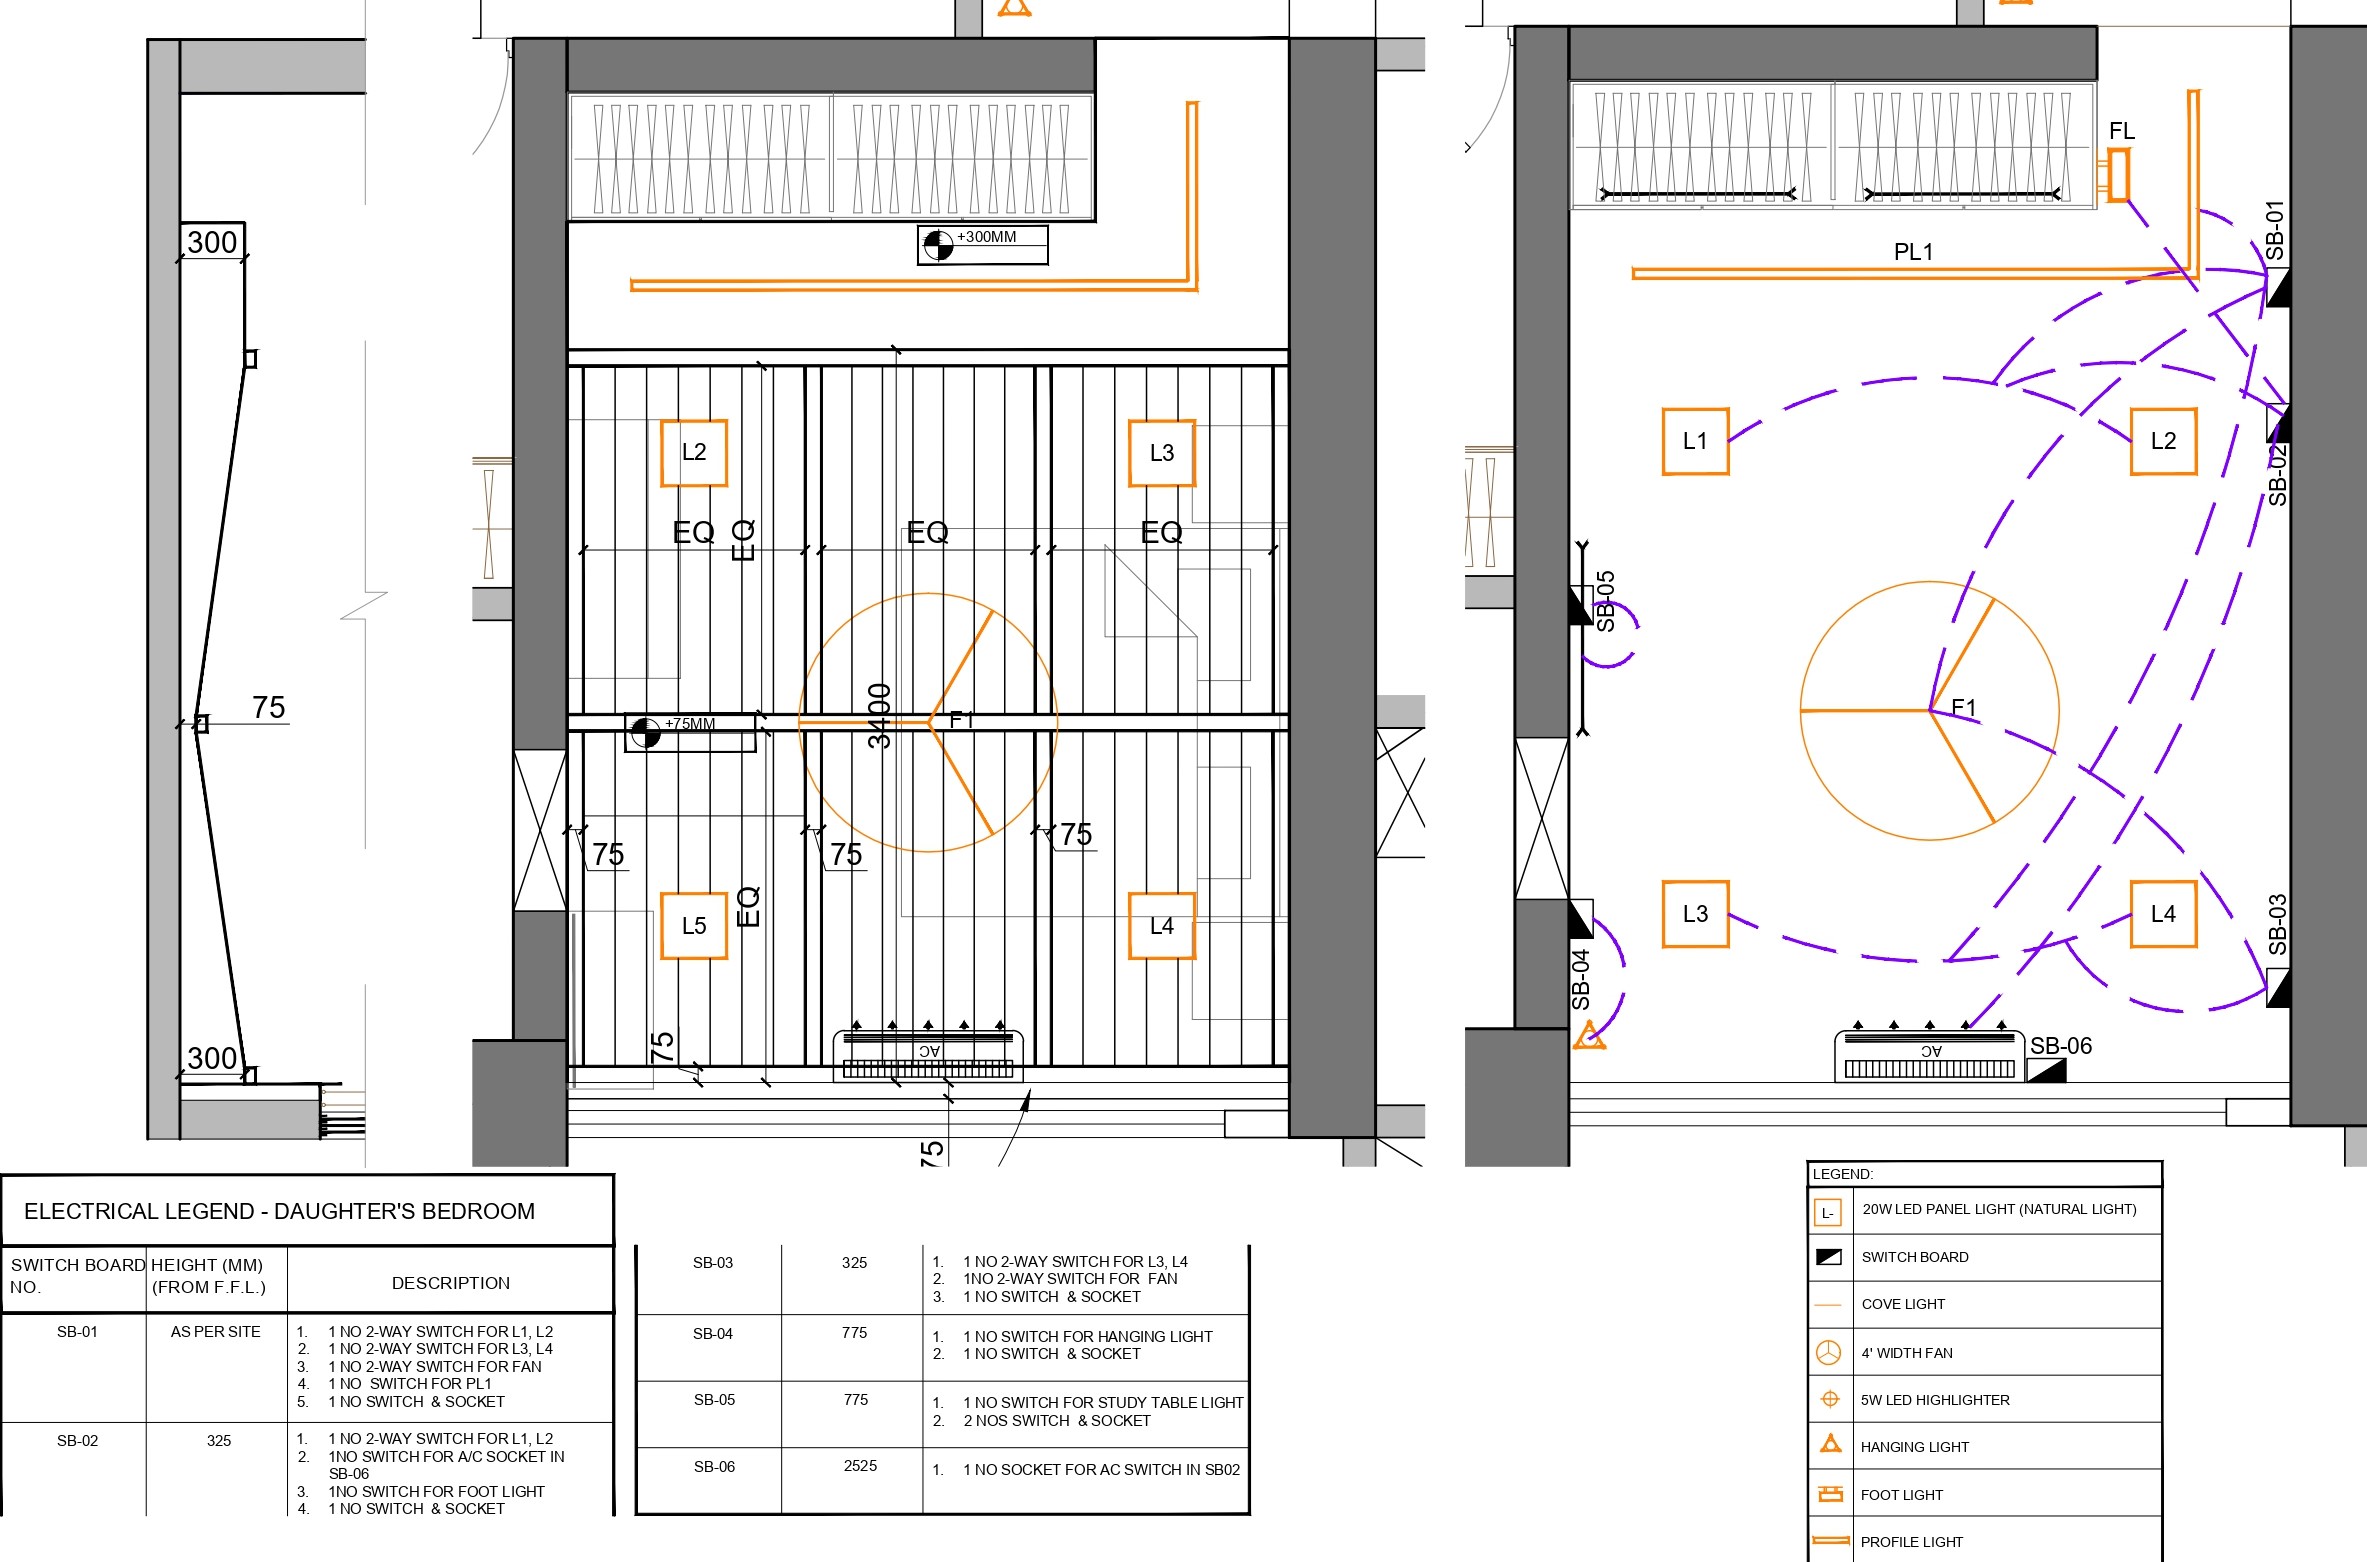 300
75
300
+300MM
L2
L3
EQ
EQ
EQ
EQ
3400
+75MM
F1
75
75
75
EQ
L5
L4
75
AC
75
FL
PL1
SB-01
L1
L2
SB-02
SB-05
F1
L3
L4
SB-03
SB-04
AC
SB-06
ELECTRICAL LEGEND - DAUGHTER'S BEDROOM
SWITCH BOARD NO.
HEIGHT (MM) (FROM F.F.L.)
DESCRIPTION
SB-01
AS PER SITE
1. 1 NO 2-WAY SWITCH FOR L1, L2
2. 1 NO 2-WAY SWITCH FOR L3, L4
3. 1 NO 2-WAY SWITCH FOR FAN
4. 1 NO SWITCH FOR PL1
5. 1 NO SWITCH & SOCKET
SB-02
325
1. 1 NO 2-WAY SWITCH FOR L1, L2
2. 1NO SWITCH FOR A/C SOCKET IN
SB-06
3. 1NO SWITCH FOR FOOT LIGHT
4. 1 NO SWITCH & SOCKET
SB-03
325
1. 1 NO 2-WAY SWITCH FOR L3, L4
2. 1NO 2-WAY SWITCH FOR FAN
3. 1 NO SWITCH & SOCKET
SB-04
775
1. 1 NO SWITCH FOR HANGING LIGHT
2. 1 NO SWITCH & SOCKET
SB-05
775
1. 1 NO SWITCH FOR STUDY TABLE LIGHT
2. 2 NOS SWITCH & SOCKET
SB-06
2525
1. 1 NO SOCKET FOR AC SWITCH IN SB02
LEGEND:
L-
20W LED PANEL LIGHT (NATURAL LIGHT)
SWITCH BOARD
COVE LIGHT
4' WIDTH FAN
5W LED HIGHLIGHTER
HANGING LIGHT
FOOT LIGHT
PROFILE LIGHT